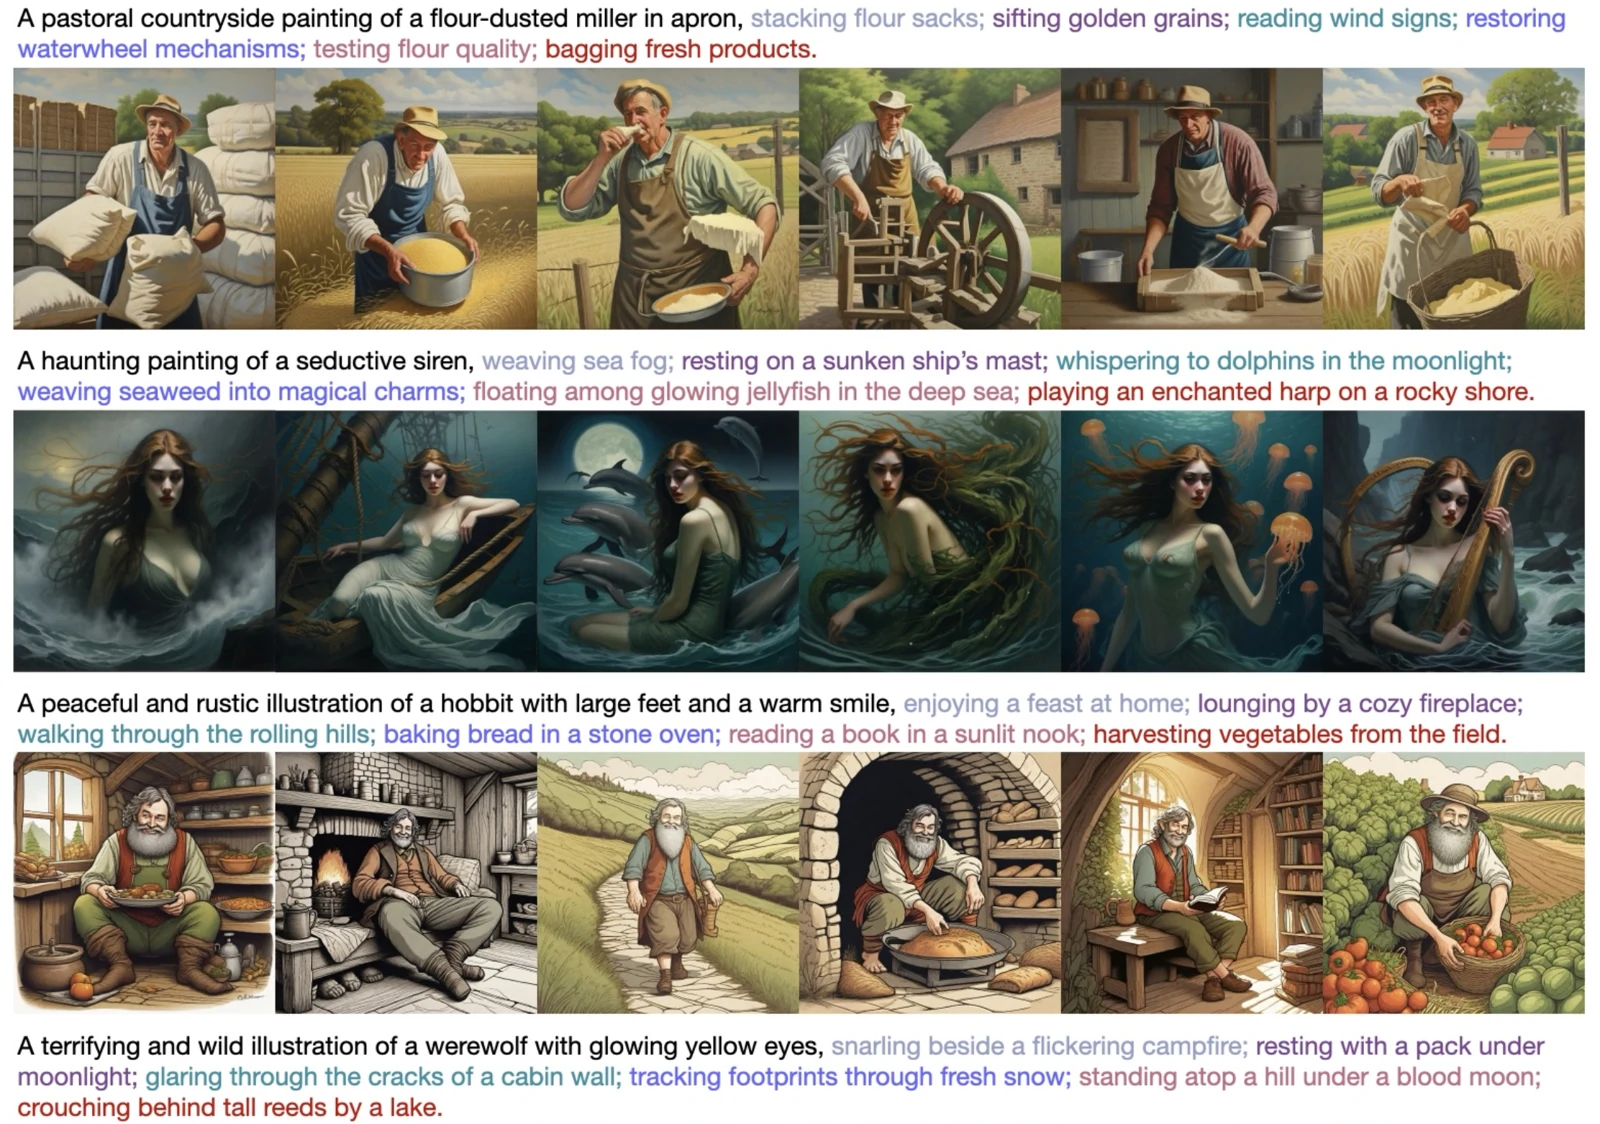 A pastoral countryside painting of a flour-dusted miller in apron, stacking flour sacks; sifting golden grains; reading wind signs; restoring
waterwheel mechanisms; testing flour quality; bagging fresh products.
A haunting painting of a seductive siren, weaving sea fog; resting on a sunken ship’s mast; whispering to dolphins in the moonlight;
weaving seaweed into magical charms; floating among glowing jellyfish in the deep sea; playing an enchanted harp on a rocky shore.
A peaceful and rustic illustration of a hobbit with large feet and a warm smile, enjoying a feast at home; lounging by a cozy fireplace;
walking through the rolling hills; baking bread in a stone oven; reading a book in a sunlit nook; harvesting vegetables from the field.
A terrifying and wild illustration of a werewolf with glowing yellow eyes, snarling beside a flickering campfire; resting with a pack under
moonlight; glaring through the cracks of a cabin wall; tracking footprints through fresh snow; standing atop a hill under a blood moon;
crouching behind tall reeds by a lake.